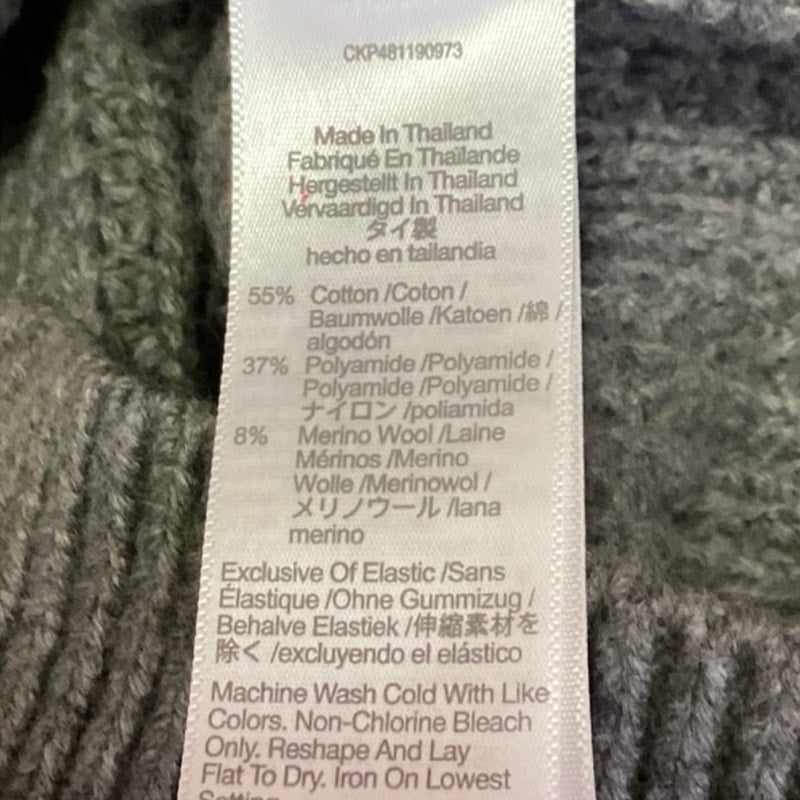 CKP481190973
Made In Thailand
Fabriqué En Thaïlande
Hergestellt In Thailand
Vervaardigd In Thailand
タイ製
hecho en tailandia
55% Cotton /Coton /
Baumwolle /Katoen /綿 /
algodón
37% Polyamide /Polyamide /
Polyamide /Polyamide /
ナイロン /poliamida
8% Merino Wool /Laine
Mérinos /Merino
Wolle /Merinowol /
メリノウール /lana
merino
Exclusive Of Elastic /Sans
Élastique /Ohne Gummizug /
Behalve Elastiek /伸縮素材を
除く /excluyendo el elástico
Machine Wash Cold With Like
Colors. Non-Chlorine Bleach
Only. Reshape And Lay
Flat To Dry. Iron On Lowest
Setting